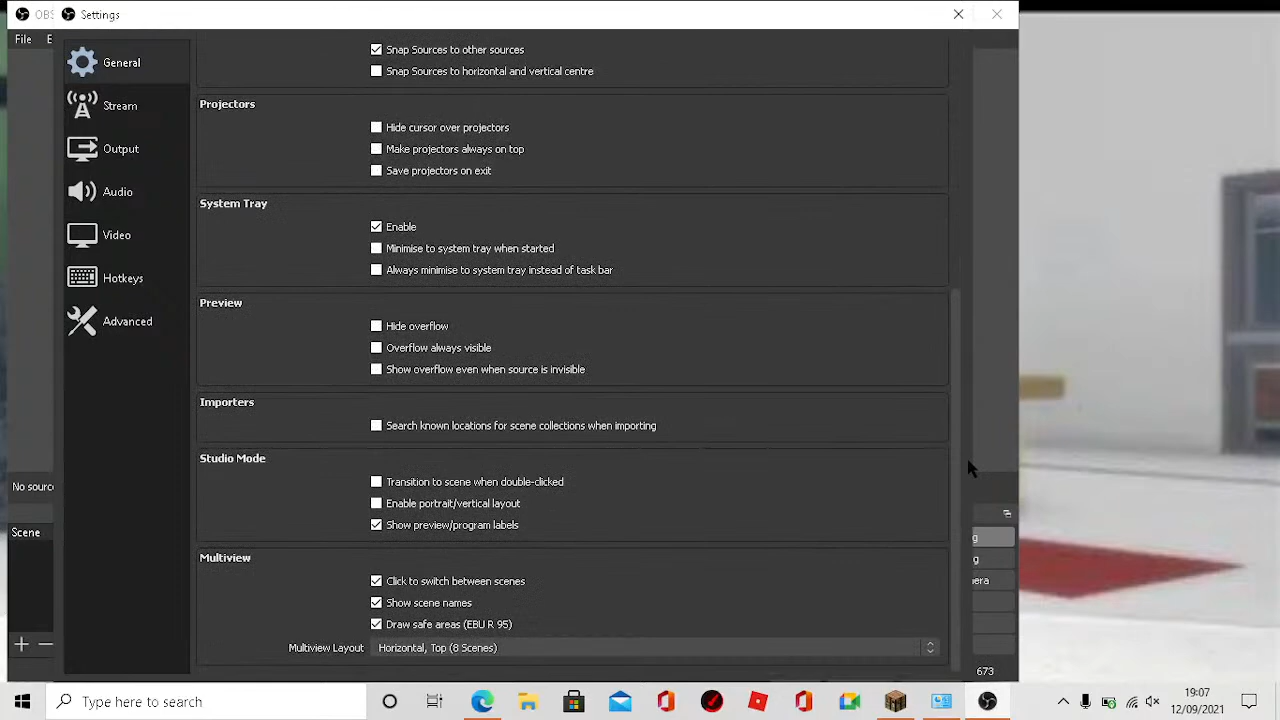 OBS
Settings
File
General
Stream
Output
Audio
Video
Hotkeys
Advanced
Snap Sources to other sources
Snap Sources to horizontal and vertical centre
Projectors
Hide cursor over projectors
Make projectors always on top
Save projectors on exit
System Tray
Enable
Minimise to system tray when started
Always minimise to system tray instead of task bar
Preview
Hide overflow
Overflow always visible
Show overflow even when source is invisible
Importers
Search known locations for scene collections when importing
Studio Mode
Transition to scene when double-clicked
Enable portrait/vertical layout
Show preview/program labels
Multiview
Click to switch between scenes
Show scene names
Draw safe areas (EBU R 95)
Multiview Layout Horizontal, Top (8 Scenes)
No source
Scene
g
g
nera
673
Type here to search
19:07
12/09/2021